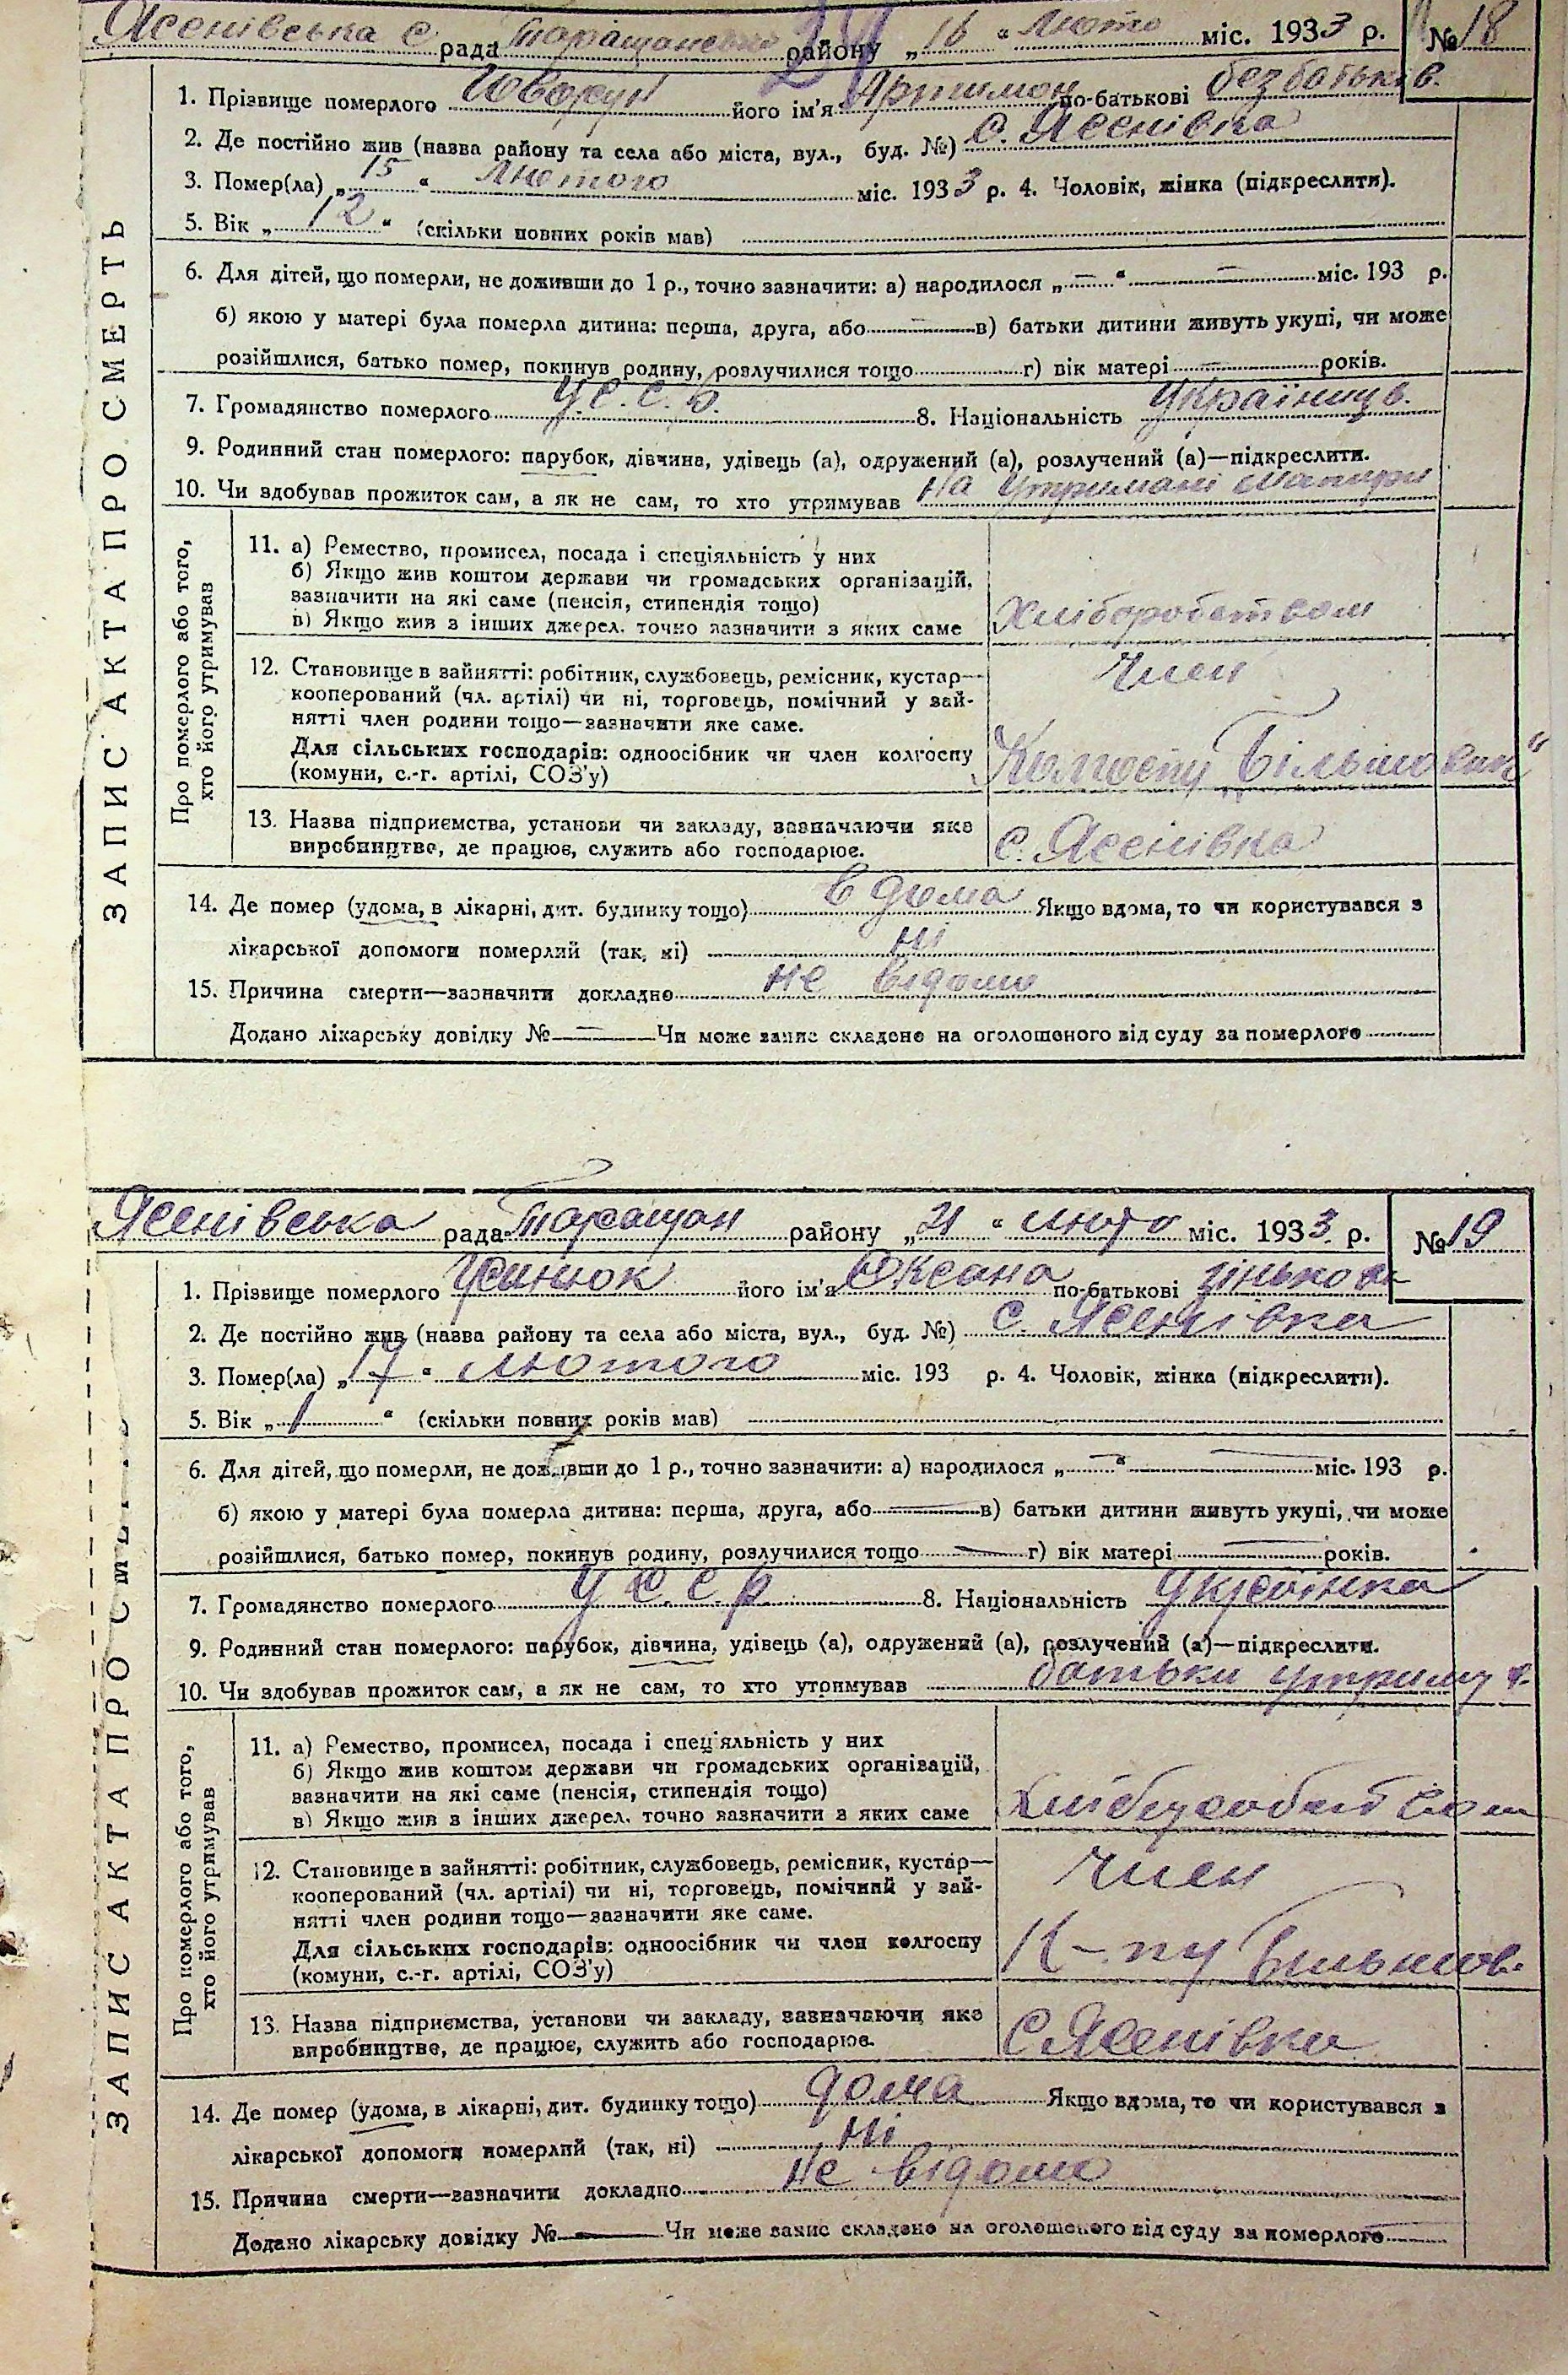 Ясенівська с рада Таращанськ району „16“ Люто міс. 1933 р. № 18
1. Прізвище померлого його ім'я Артимон по-батькові без батьків.
2. Де постійно жив (назва району та села або міста, вул., буд. №) с. Ясенівка
3. Помер(ла) „15“ Лютого міс. 1933 р. 4. Чоловік, жінка (підкреслити).
5. Вік „12“ (скільки повних років мав)
6. Для дітей, що померли, не доживши до 1 р., точно зазначити: а) народилося „—“ — міс. 193 р.
б) якою у матері була померла дитина: перша, друга, або — в) батьки дитини живуть укупі, чи може
розійшлися, батько помер, покинув родину, розлучилися тощо г) вік матері — років.
7. Громадянство померлого У.С.С.Р. 8. Національність Українець.
9. Родинний стан померлого: парубок, дівчина, удівець (а), одружений (а), розлучений (а)—підкреслити.
10. Чи здобував прожиток сам, а як не сам, то хто утримував На утримані матири
ЗАПИС АКТА ПРО СМЕРТЬ
Про померлого або того,
хто його утримував
11. а) Ремество, промисел, посада і спеціяльність у них
б) Якщо жив коштом держави чи громадських організацій,
зазначити на які саме (пенсія, стипендія тощо)
в) Якщо жив з інших джерел, точно зазначити з яких саме Хліборобством
12. Становище в зайнятті: робітник, службовець, ремісник, кустар— член
кооперований (чл. артілі) чи ні, торговець, помічний у зай-
нятті член родини тощо—зазначити яке саме.
Для сільських господарів: одноосібник чи член колгоспу
(комуни, с.-г. артілі, СОЗ'у) Колгоспу „Більшовик“
13. Назва підприємства, установи чи закладу, зазначаючи яке
виробництво, де працює, служить або господарює. с. Ясенівка
14. Де помер (удома, в лікарні, дит. будинку тощо) в дома Якщо вдома, то чи користувався з
лікарської допомоги померлий (так, ні) ні
15. Причина смерти—зазначити докладно не відомо
Додано лікарську довідку № — Чи може запис складено на оголошеного від суду за померлого
Ясенівська рада Таращан району „21“ люто міс. 1933 р. № 19
1. Прізвище померлого Усинюк його ім'я Оксана по-батькові
2. Де постійно жив (назва району та села або міста, вул., буд. №) с. Ясенівка
3. Помер(ла) „19“ лютого міс. 193 р. 4. Чоловік, жінка (підкреслити).
5. Вік „1“ (скільки повних років мав)
6. Для дітей, що померли, не доживши до 1 р., точно зазначити: а) народилося „—“ — міс. 193 р.
б) якою у матері була померла дитина: перша, друга, або — в) батьки дитини живуть укупі, чи може
розійшлися, батько помер, покинув родину, розлучилися тощо — г) вік матері — років.
7. Громадянство померлого У.С.С.Р 8. Національність Українка
9. Родинний стан померлого: парубок, дівчина, удівець (а), одружений (а), розлучений (а)—підкреслити.
10. Чи здобував прожиток сам, а як не сам, то хто утримував батьки утриму в.
ЗАПИС АКТА ПРО СМЕ
Про померлого або того,
хто його утримував
11. а) Ремество, промисел, посада і спеціяльність у них
б) Якщо жив коштом держави чи громадських організацій,
зазначити на які саме (пенсія, стипендія тощо)
в) Якщо жив з інших джерел, точно зазначити з яких саме
12. Становище в зайнятті: робітник, службовець, ремісник, кустар— член
кооперований (чл. артілі) чи ні, торговець, помічний у зай-
нятті член родини тощо—зазначити яке саме.
Для сільських господарів: одноосібник чи член колгоспу
(комуни, с.-г. артілі, СОЗ'у) К-пу Більшов.
13. Назва підприємства, установи чи закладу, зазначаючи яке
виробництво, де працює, служить або господарює. С Ясенівка
14. Де помер (удома, в лікарні, дит. будинку тощо) дома Якщо вдома, то чи користувався з
лікарської допомоги померлий (так, ні) Ні
15. Причина смерти—зазначити докладно не відомо
Додано лікарську довідку № — Чи може запис складено на оголошеного від суду за померлого